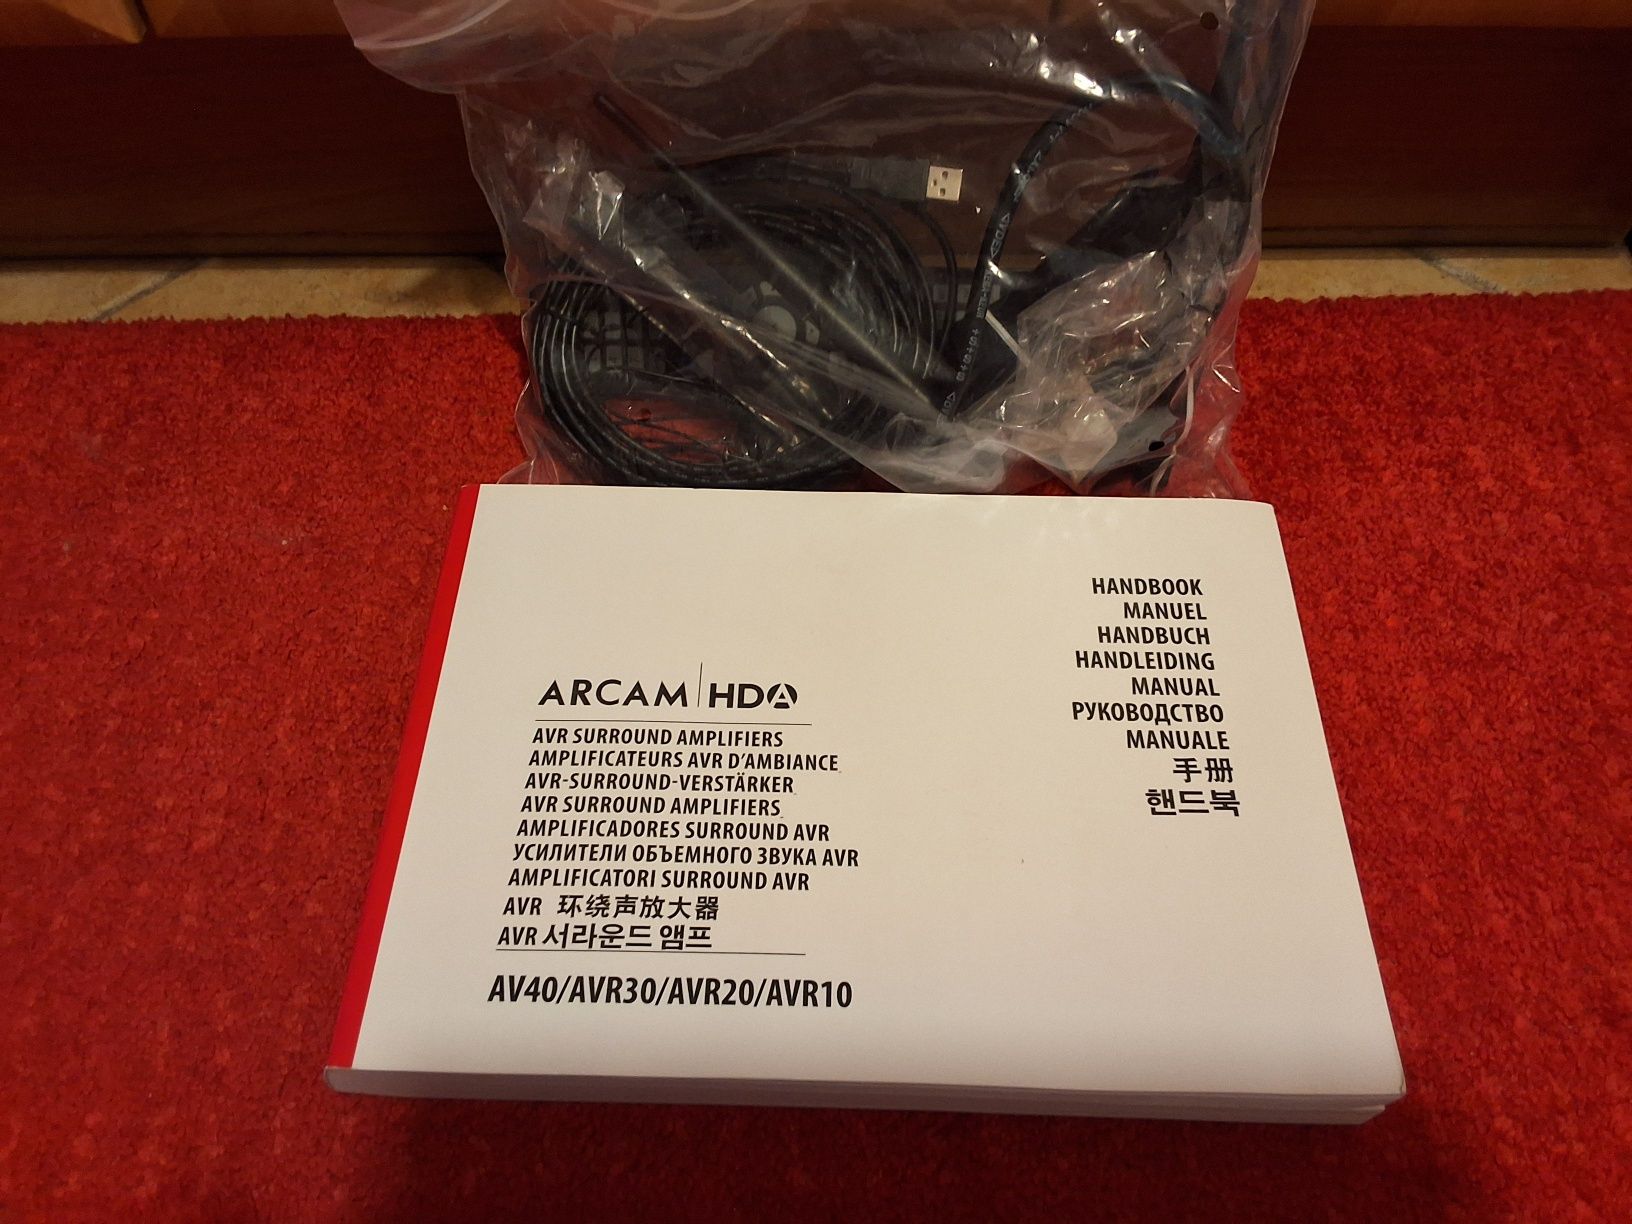 HANDBOOK
MANUEL
HANDBUCH
HANDLEIDING
MANUAL
РУКОВОДСТВО
MANUALE
手册
핸드북
ARCAM HDA
AVR SURROUND AMPLIFIERS
AMPLIFICATEURS AVR D'AMBIANCE
AVR-SURROUND-VERSTÄRKER
AVR SURROUND AMPLIFIERS
AMPLIFICADORES SURROUND AVR
УСИЛИТЕЛИ ОБЪЕМНОГО ЗВУКА AVR
AMPLIFICATORI SURROUND AVR
AVR 环绕声放大器
AVR 서라운드 앰프
AV40/AVR30/AVR20/AVR10